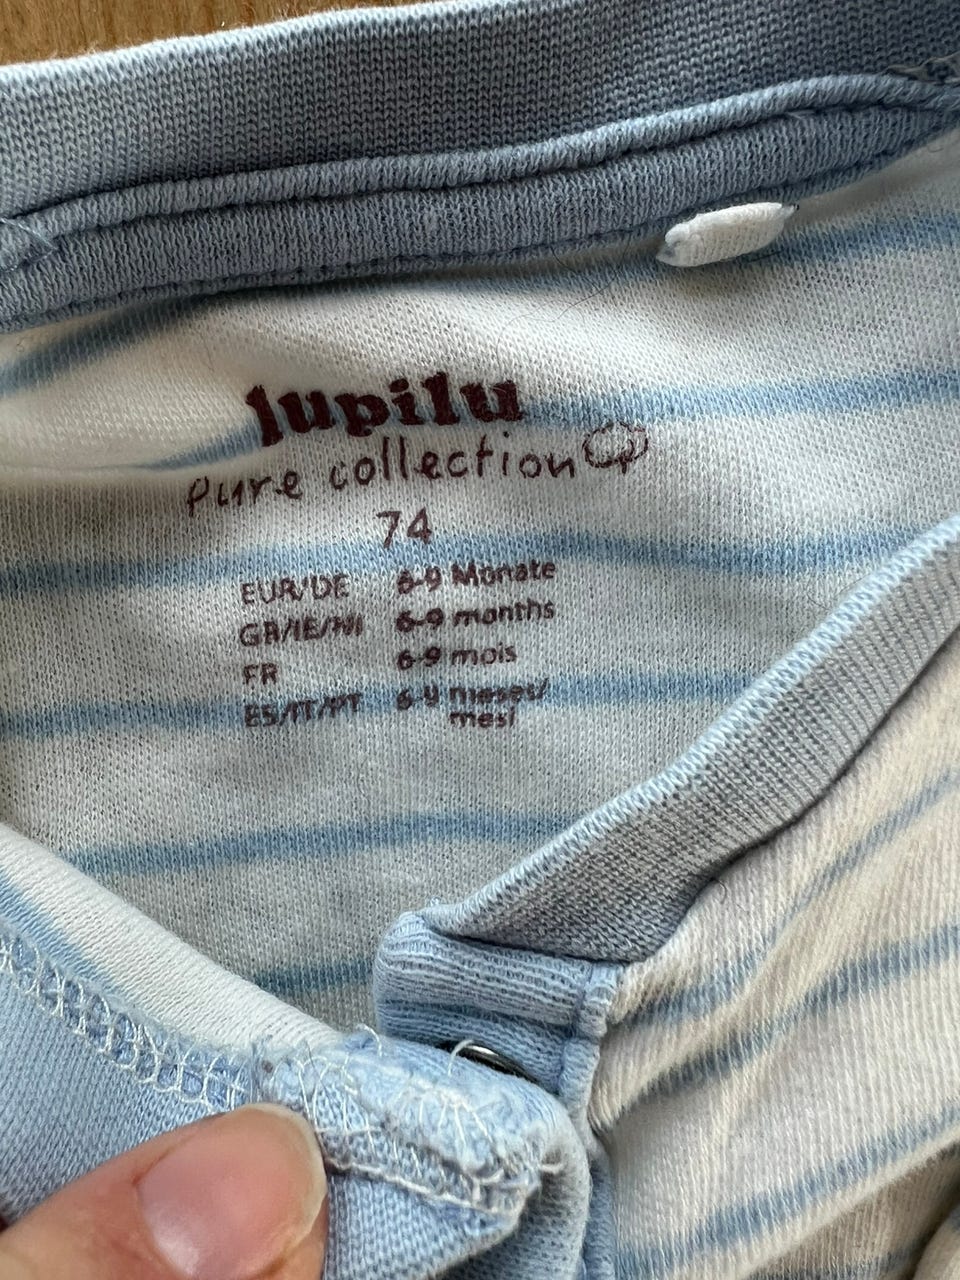 lupilu
pure collection
74
EUR/DE 6-9 Monate
GB/IE/NI 6-9 months
FR 6-9 mois
ES/IT/PT 6-9 meses/
mesi